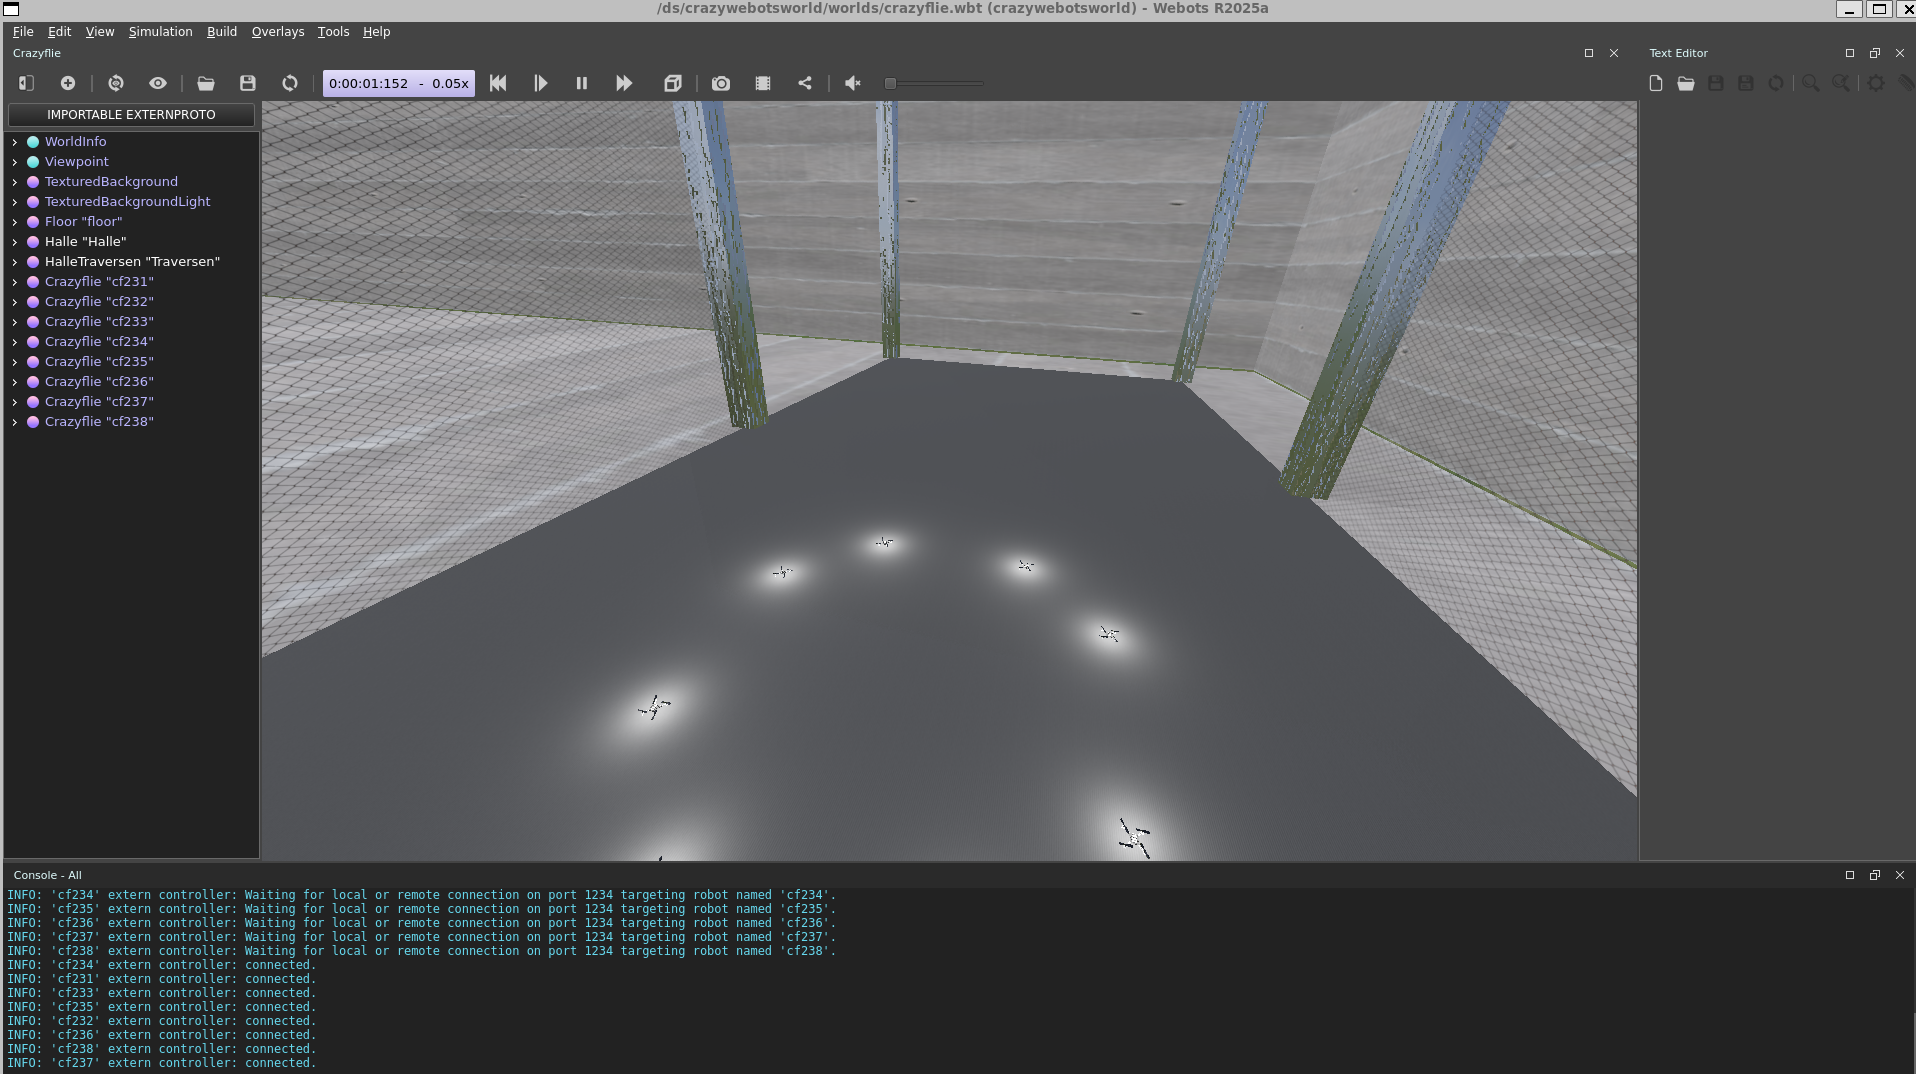 /ds/crazywebotsworld/worlds/crazyflie.wbt (crazywebotsworld) - Webots R2025a
File Edit View Simulation Build Overlays Tools Help
Crazyflie
Text Editor
0:00:01:152 - 0.05x
IMPORTABLE EXTERNPROTO
WorldInfo
Viewpoint
TexturedBackground
TexturedBackgroundLight
Floor "floor"
Halle "Halle"
HalleTraversen "Traversen"
Crazyflie "cf231"
Crazyflie "cf232"
Crazyflie "cf233"
Crazyflie "cf234"
Crazyflie "cf235"
Crazyflie "cf236"
Crazyflie "cf237"
Crazyflie "cf238"
Console - All
INFO: 'cf234' extern controller: Waiting for local or remote connection on port 1234 targeting robot named 'cf234'.
INFO: 'cf235' extern controller: Waiting for local or remote connection on port 1234 targeting robot named 'cf235'.
INFO: 'cf236' extern controller: Waiting for local or remote connection on port 1234 targeting robot named 'cf236'.
INFO: 'cf237' extern controller: Waiting for local or remote connection on port 1234 targeting robot named 'cf237'.
INFO: 'cf238' extern controller: Waiting for local or remote connection on port 1234 targeting robot named 'cf238'.
INFO: 'cf234' extern controller: connected.
INFO: 'cf231' extern controller: connected.
INFO: 'cf233' extern controller: connected.
INFO: 'cf235' extern controller: connected.
INFO: 'cf232' extern controller: connected.
INFO: 'cf236' extern controller: connected.
INFO: 'cf238' extern controller: connected.
INFO: 'cf237' extern controller: connected.